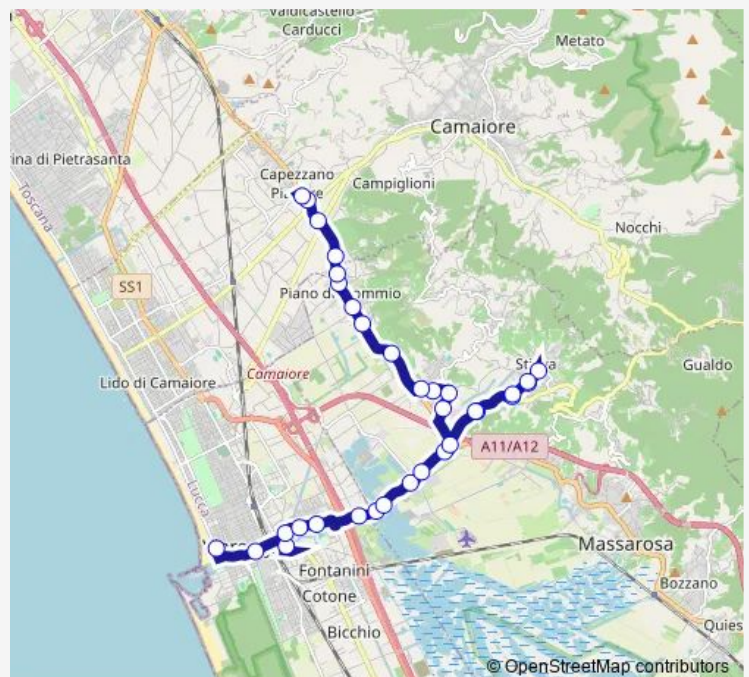 Valdicastello
Carducci
Metato
Camaiore
rina di Pietrasanta
Capezzano
Campiglioni
Toscana
Nocchi
SS1
Camaiore
Gualdo
Lido di Camaiore
A11/A12
Lucca
Massarosa
Fontanini
Cotone
Bozzano
Bicchio
Quies
© OpenStreetMap contributors